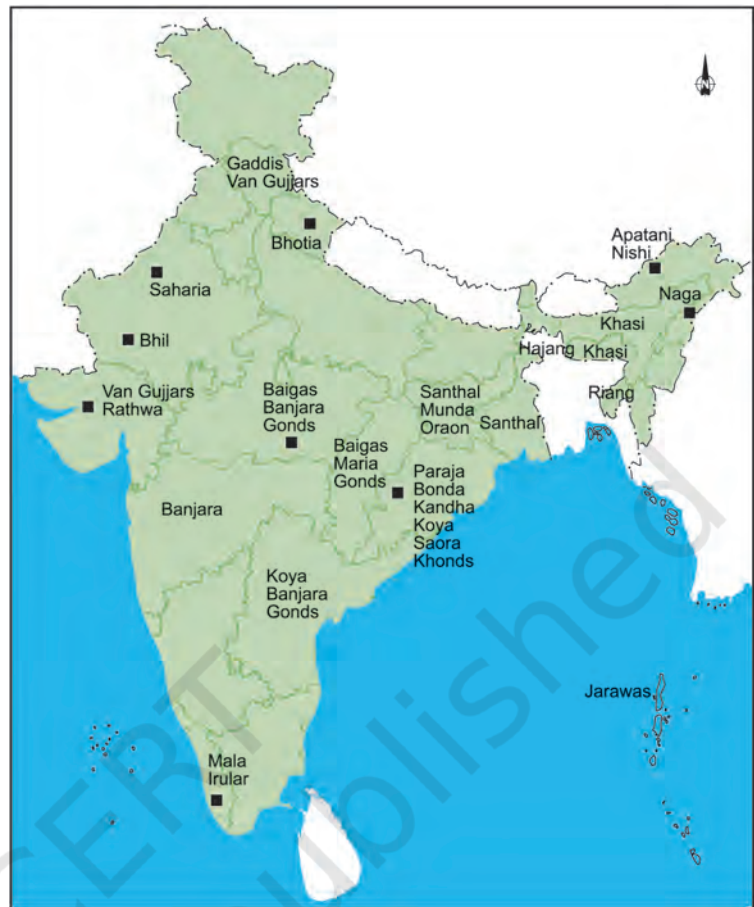 N
Gaddis
Van Gujjars
Bhotia
Apatani
Nishi
Saharia
Naga
Khasi
Bhil
Hajang
Khasi
Van Gujjars
Rathwa
Baigas
Banjara
Gonds
Santhal
Munda
Oraon
Santhal
Riang
Baigas
Maria
Gonds
Paraja
Bonda
Kandha
Koya
Saora
Khonds
Banjara
Koya
Banjara
Gonds
Jarawas
Mala
Irular
CERT
ublished